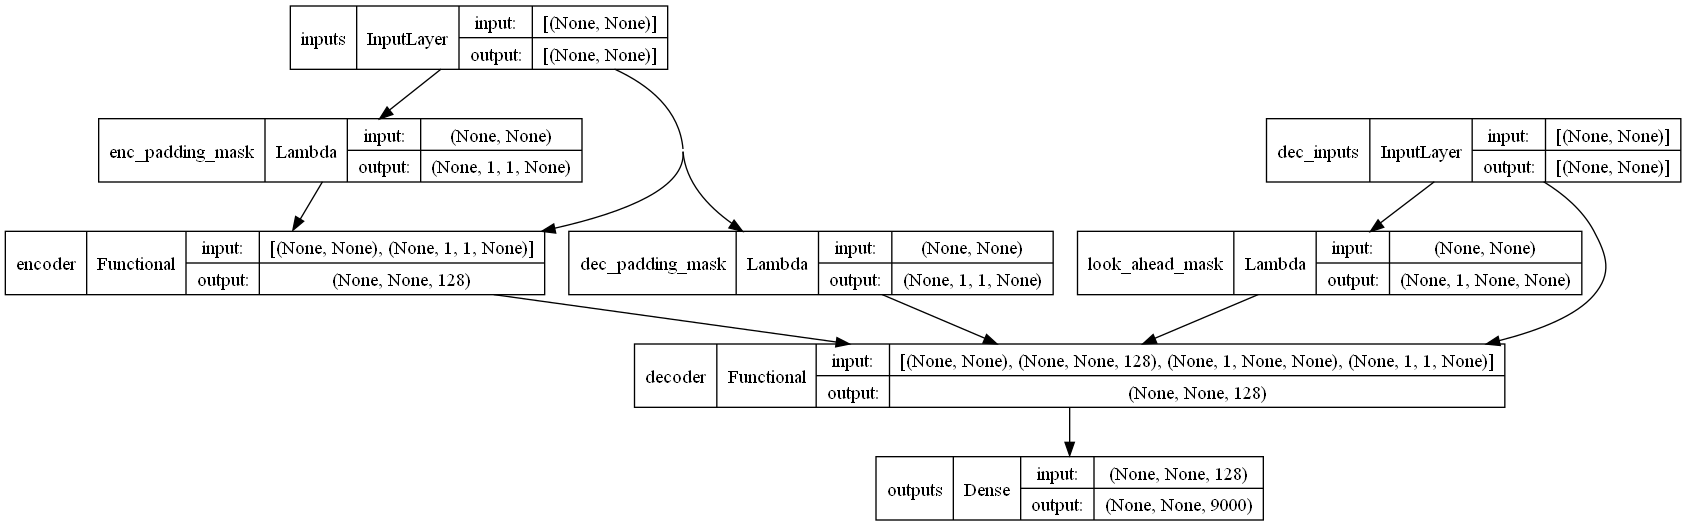 inputs InputLayer input: [(None, None)]
output: [(None, None)]
enc_padding_mask Lambda input: (None, None)
output: (None, 1, 1, None)
dec_inputs InputLayer input: [(None, None)]
output: [(None, None)]
encoder Functional input: [(None, None), (None, 1, 1, None)]
output: (None, None, 128)
dec_padding_mask Lambda input: (None, None)
output: (None, 1, 1, None)
look_ahead_mask Lambda input: (None, None)
output: (None, 1, None, None)
decoder Functional input: [(None, None), (None, None, 128), (None, 1, None, None), (None, 1, 1, None)]
output: (None, None, 128)
outputs Dense input: (None, None, 128)
output: (None, None, 9000)